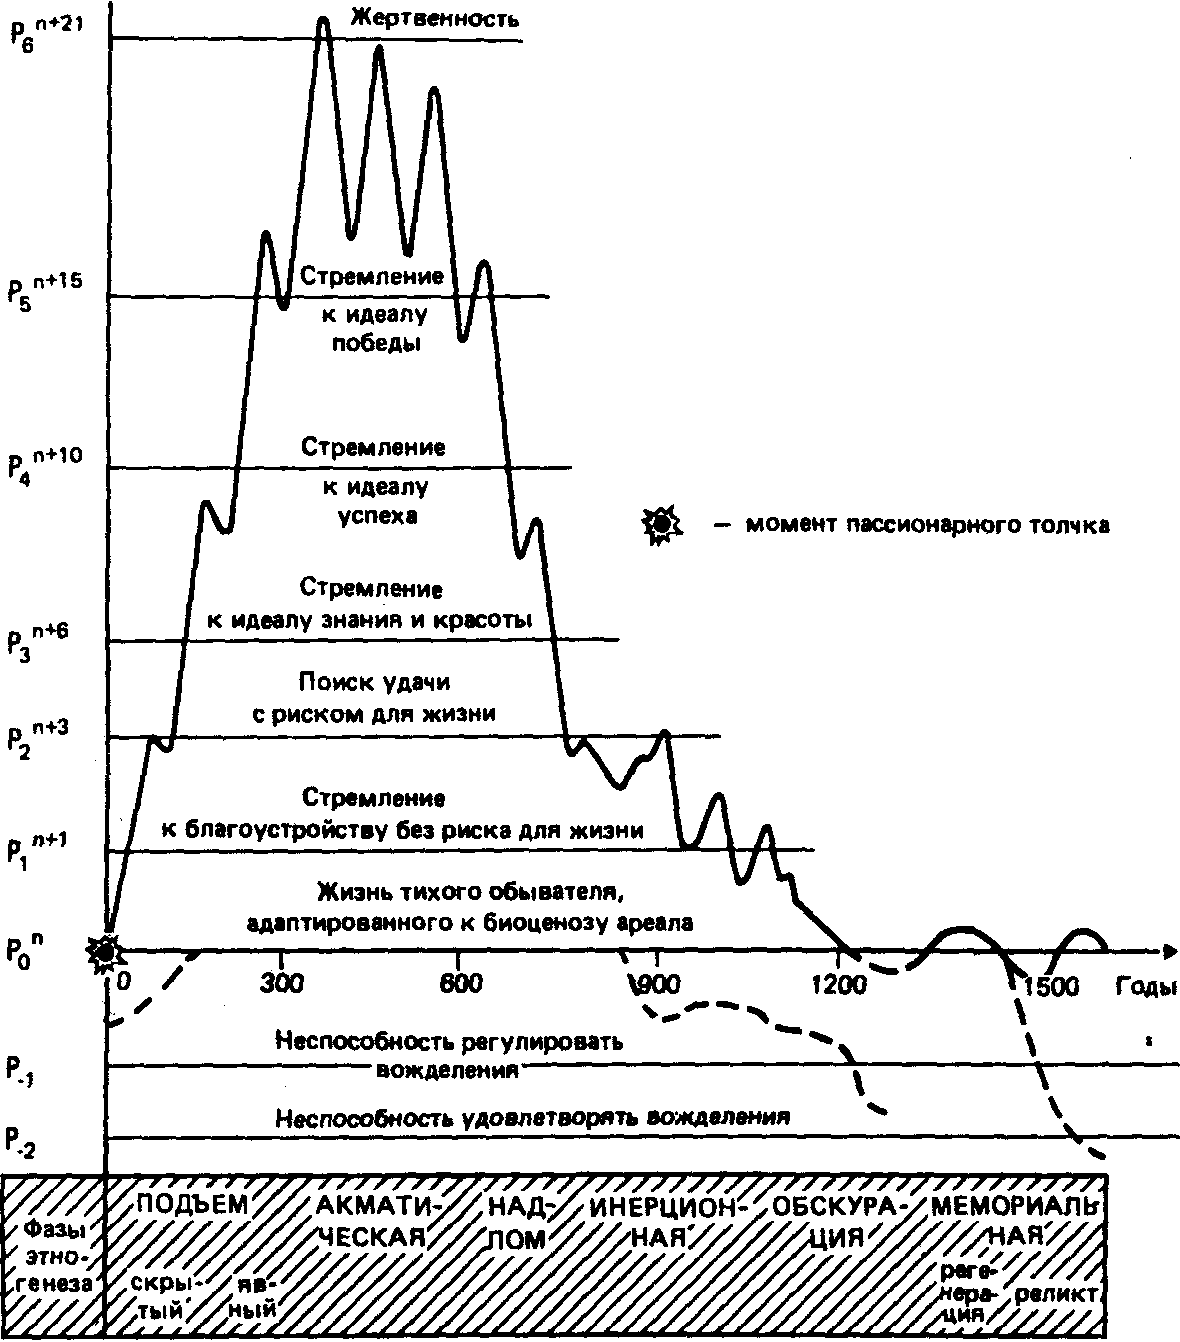 P₆ⁿ⁺²¹
Жертвенность
P₅ⁿ⁺¹⁵
Стремление
к идеалу
победы
P₄ⁿ⁺¹⁰
Стремление
к идеалу
успеха
– момент пассионарного толчка
P₃ⁿ⁺⁶
Стремление
к идеалу знания и красоты
P₂ⁿ⁺³
Поиск удачи
с риском для жизни
P₁ⁿ⁺¹
Стремление
к благоустройству без риска для жизни
Жизнь тихого обывателя,
адаптированного к биоценозу ареала
P₀ⁿ
0 300 600 900 1200 1500 Годы
Неспособность регулировать
вожделения
P₋₁
Неспособность удовлетворять вожделения
P₋₂
Фазы
этно-
генеза
ПОДЪЕМ
скры-
тый
яв-
ный
АКМАТИ-
ЧЕСКАЯ
НАД-
ЛОМ
ИНЕРЦИОН-
НАЯ
ОБСКУРА-
ЦИЯ
МЕМОРИАЛЬ
НАЯ
реге-
нера-
ция
реликт